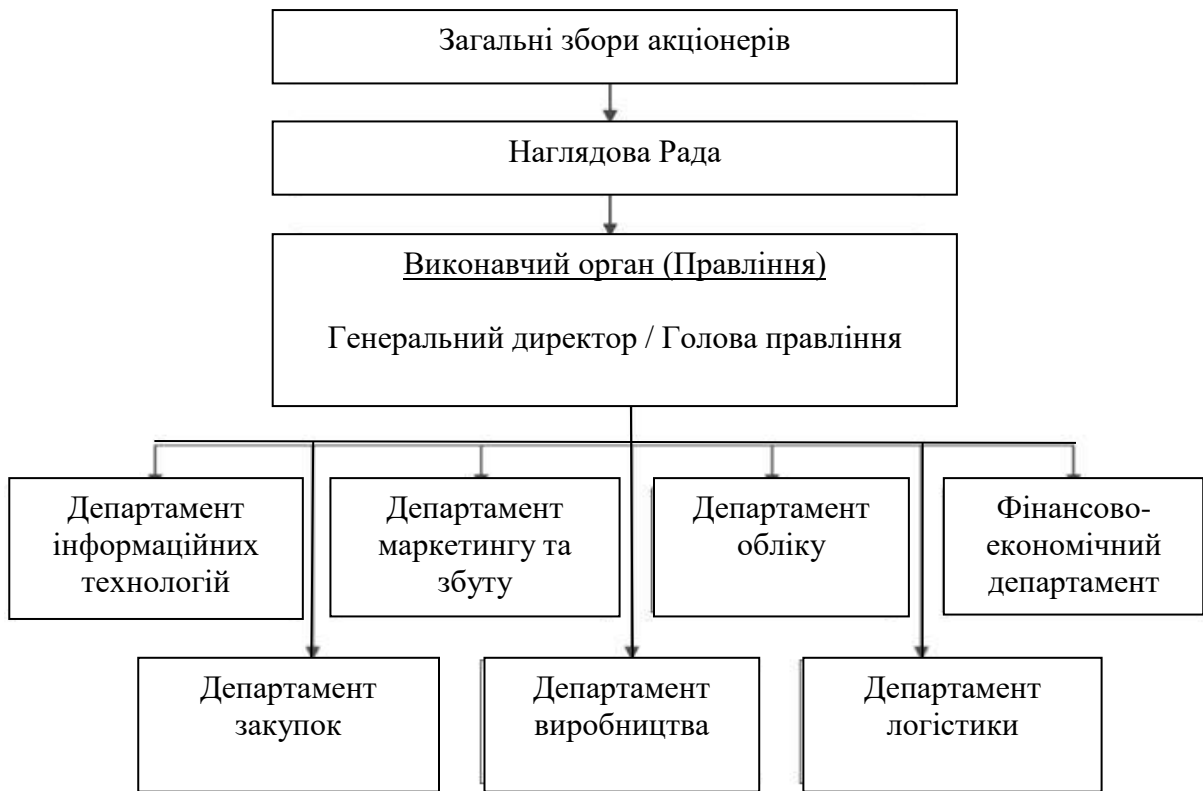 Загальні збори акціонерів
Наглядова Рада
Виконавчий орган (Правління)
Генеральний директор / Голова правління
Департамент
інформаційних
технологій
Департамент
маркетингу та
збуту
Департамент
обліку
Фінансово-
економічний
департамент
Департамент
закупок
Департамент
виробництва
Департамент
логістики